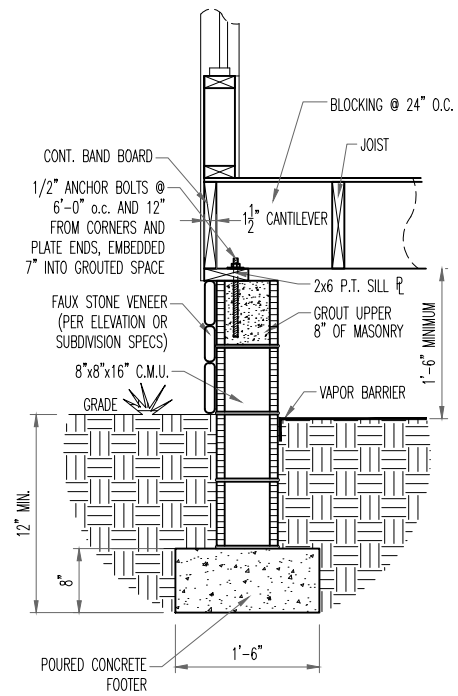 BLOCKING @ 24" O.C.
CONT. BAND BOARD
JOIST
1/2" ANCHOR BOLTS @
6'-0" o.c. AND 12"
FROM CORNERS AND
PLATE ENDS, EMBEDDED
7" INTO GROUTED SPACE
1 1/2" CANTILEVER
2x6 P.T. SILL PL
FAUX STONE VENEER
(PER ELEVATION OR
SUBDIVISION SPECS)
GROUT UPPER
8" OF MASONRY
1'-6" MINIMUM
8"x8"x16" C.M.U.
VAPOR BARRIER
GRADE
12" MIN.
8"
1'-6"
POURED CONCRETE
FOOTER